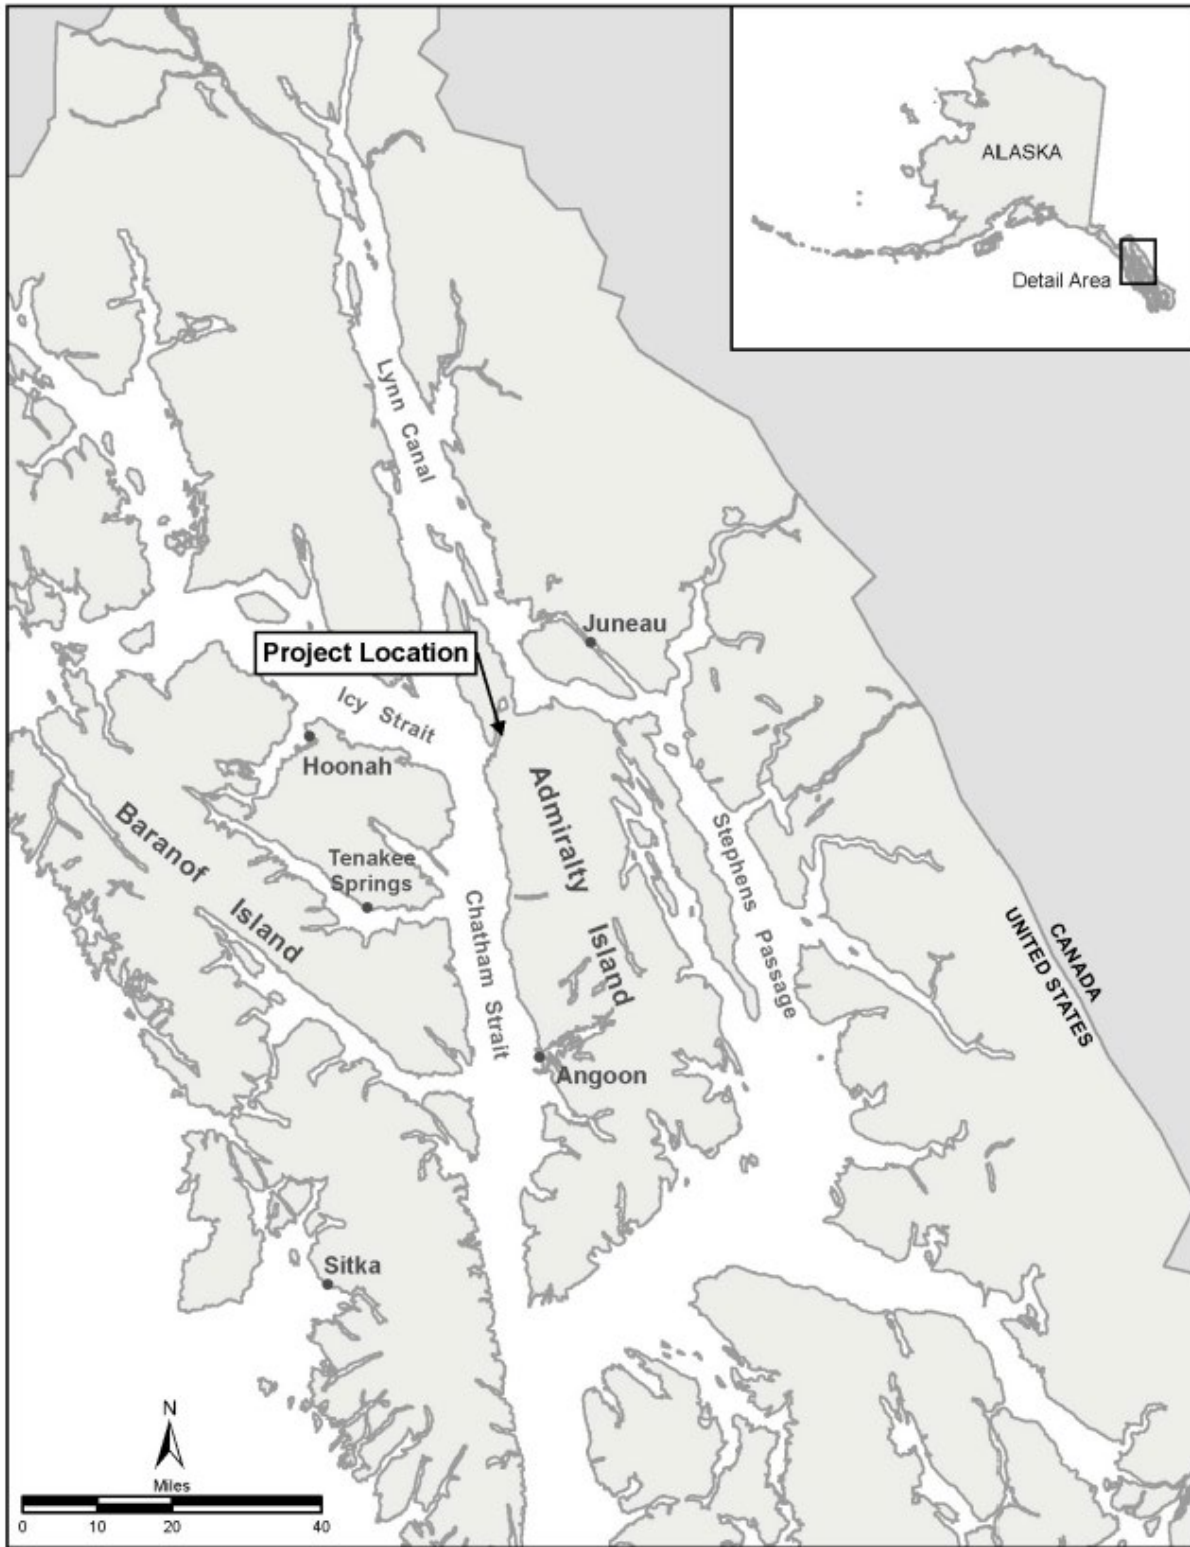 ALASKA
Detail Area
Lynn Canal
Juneau
Project Location
Icy Strait
Hoonah
Admiralty
Island
Baranof
Island
Tenakee
Springs
Stephens Passage
Chatham Strait
CANADA
UNITED STATES
Angoon
Sitka
N
Miles
0 10 20 40